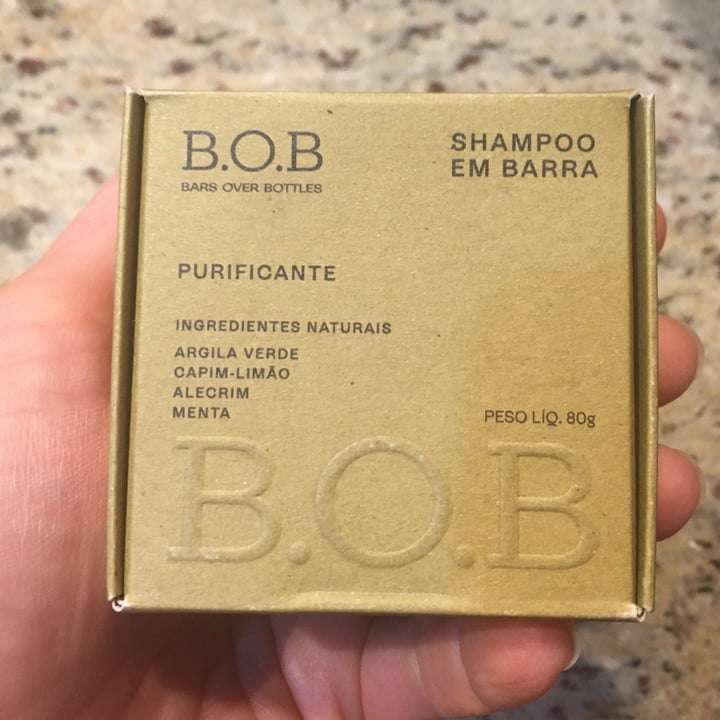 B.O.B
BARS OVER BOTTLES
SHAMPOO
EM BARRA
PURIFICANTE
INGREDIENTES NATURAIS
ARGILA VERDE
CAPIM-LIMÃO
ALECRIM
MENTA
PESO LÍQ. 80g
B.O.B